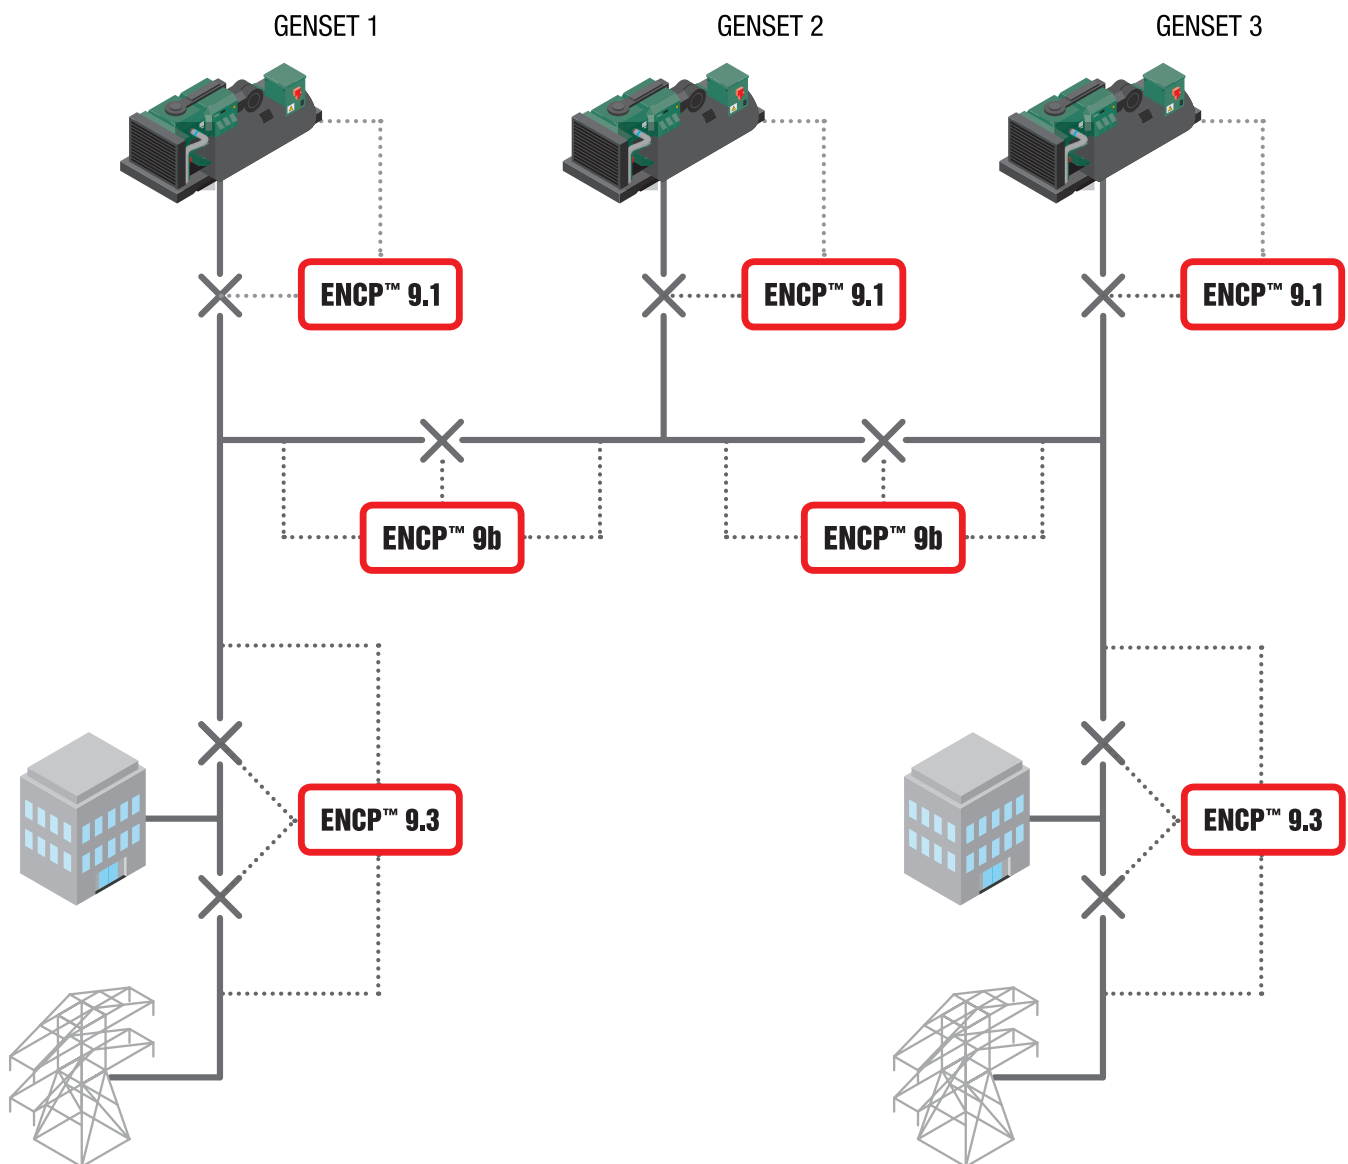 GENSET 1
GENSET 2
GENSET 3
ENCP™ 9.1
ENCP™ 9.1
ENCP™ 9.1
ENCP™ 9b
ENCP™ 9b
ENCP™ 9.3
ENCP™ 9.3